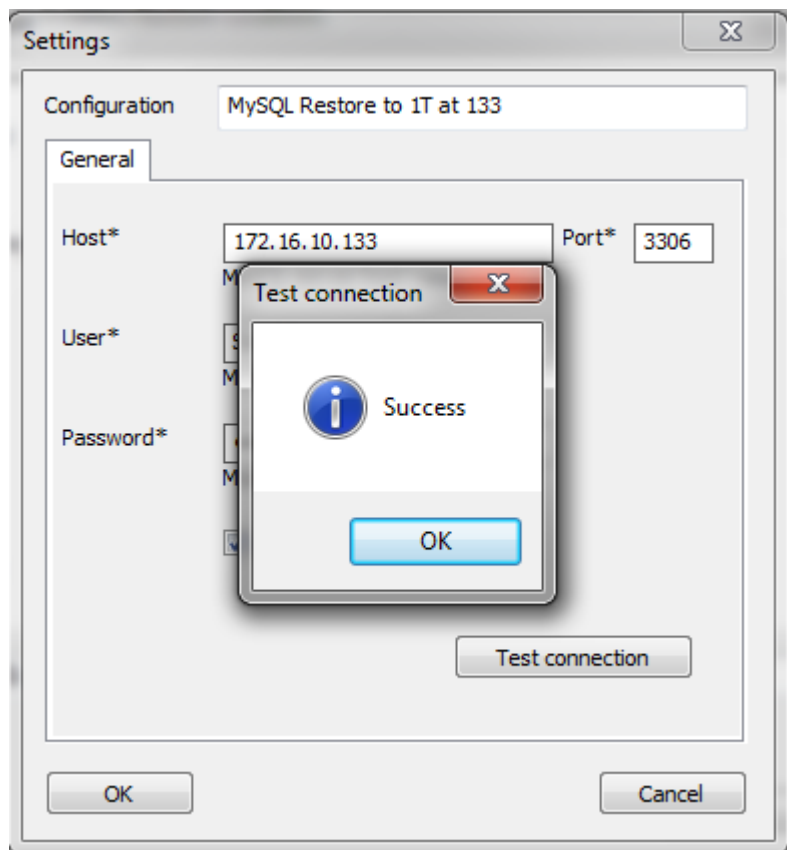 Settings
Configuration MySQL Restore to 1T at 133
General
Host* 172.16.10.133 Port* 3306
Test connection
User*
Success
Password*
OK
Test connection
OK Cancel